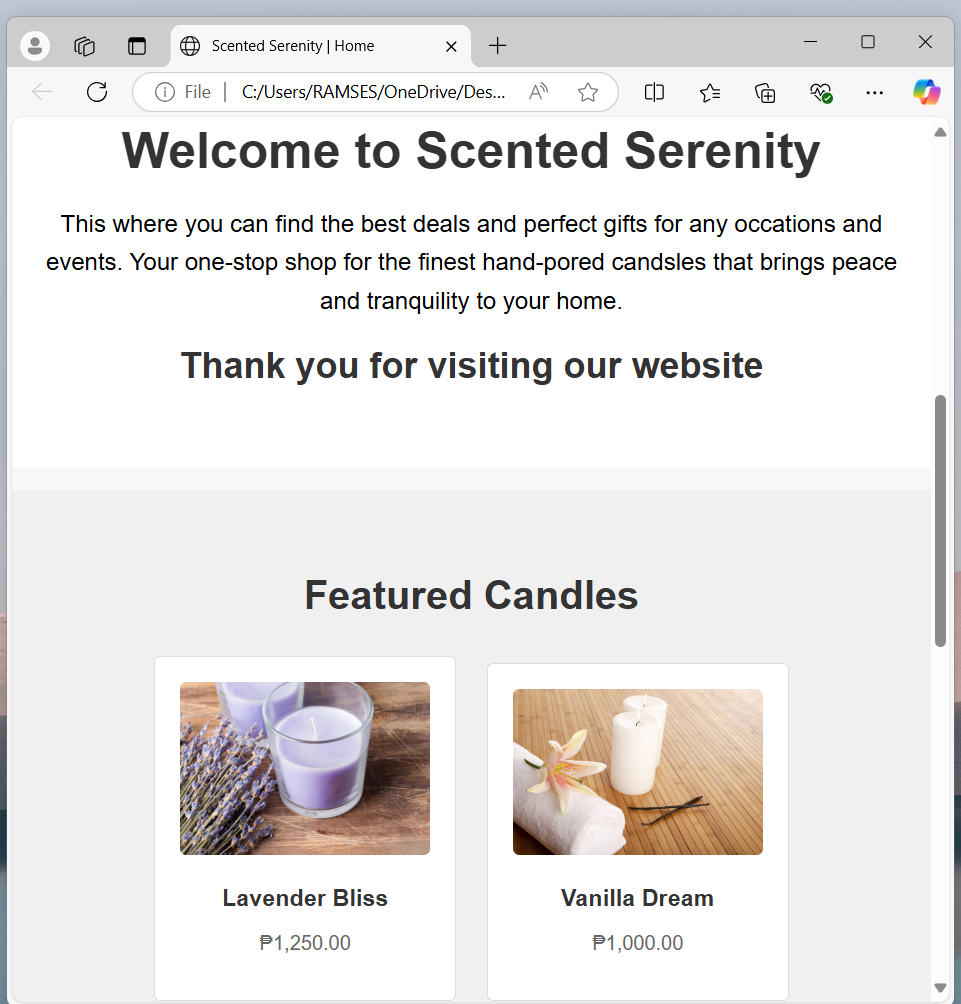 Scented Serenity | Home
File
C:/Users/RAMSES/OneDrive/Des...
Welcome to Scented Serenity
This where you can find the best deals and perfect gifts for any occations and
events. Your one-stop shop for the finest hand-pored candsles that brings peace
and tranquility to your home.
Thank you for visiting our website
Featured Candles
Lavender Bliss
₱1,250.00
Vanilla Dream
₱1,000.00